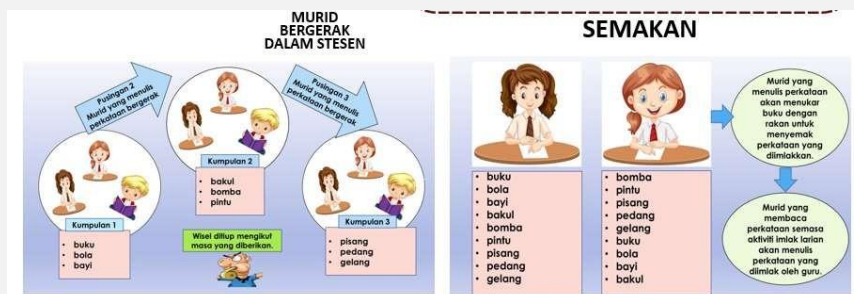 MURID
BERGERAK
DALAM STESEN
Pusingan 2
Murid yang menulis
perkataan bergerak
Pusingan 3
Murid yang menulis
perkataan bergerak
Kumpulan 1
• buku
• bola
• bayi
Kumpulan 2
• bakul
• bomba
• pintu
Kumpulan 3
• pisang
• pedang
• gelang
Wisel ditiup mengikut
masa yang diberikan.
SEMAKAN
• buku
• bola
• bayi
• bakul
• bomba
• pintu
• pisang
• pedang
• gelang
• bomba
• pintu
• pisang
• pedang
• gelang
• buku
• bola
• bayi
• bakul
Murid yang
menulis perkataan
akan menukar
buku dengan
rakan untuk
menyemak
perkataan yang
diimlakkan.
Murid yang
membaca
perkataan semasa
aktiviti imlak larian
akan menulis
perkataan yang
diimlak oleh guru.